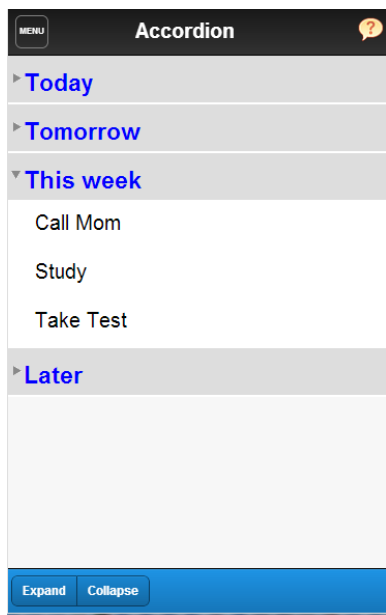 MENU Accordion ?
Today
Tomorrow
This week
Call Mom
Study
Take Test
Later
Expand Collapse